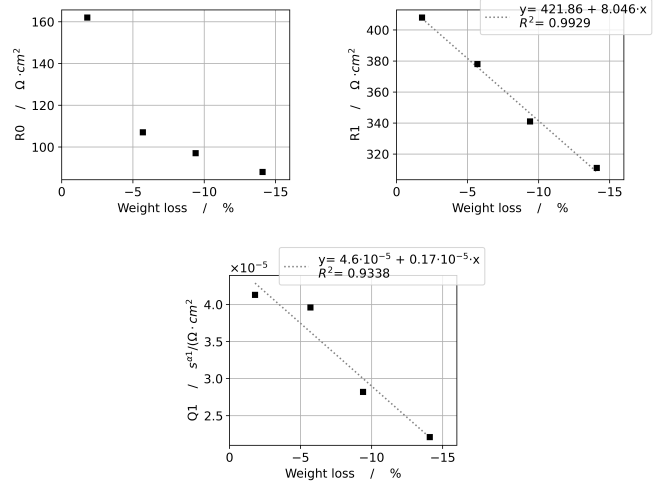 160
140
120
100
R0 / Ω ·cm²
0 −5 −10 −15
Weight loss / %
y= 421.86 + 8.046·x
R²= 0.9929
400
380
360
340
320
R1 / Ω ·cm²
0 −5 −10 −15
Weight loss / %
×10⁻⁵
y= 4.6·10⁻⁵ + 0.17·10⁻⁵·x
R²= 0.9338
4.0
3.5
3.0
2.5
Q1 / s^α1/(Ω · cm²
0 −5 −10 −15
Weight loss / %